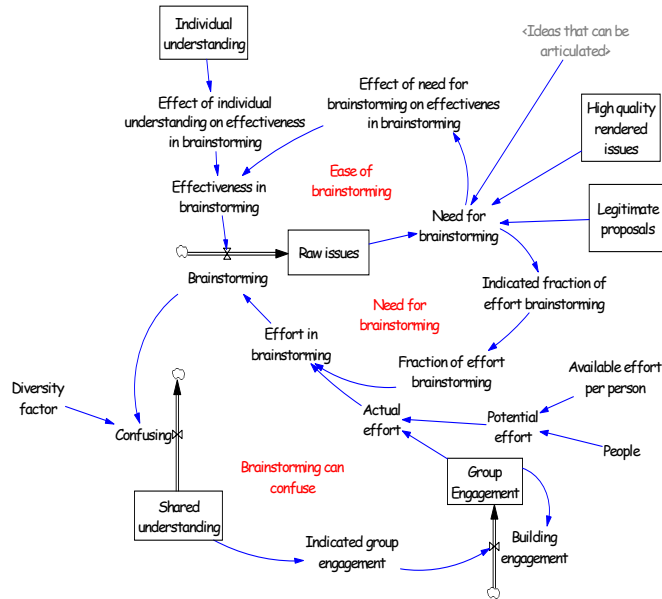 Individual
understanding
<Ideas that can be
articulated>
Effect of need for
brainstorming on effectivenes
in brainstorming
Effect of individual
understanding on effectiveness
in brainstorming
High quality
rendered issues
Ease of
brainstorming
Effectiveness in
brainstorming
Need for
brainstorming
Legitimate
proposals
Raw issues
Brainstorming
Indicated fraction of
effort brainstorming
Need for
brainstorming
Effort in
brainstorming
Fraction of effort
brainstorming
Available effort
per person
Diversity
factor
Actual
effort
Potential
effort
Confusing
People
Brainstorming can
confuse
Group
Engagement
Shared
understanding
Indicated group
engagement
Building
engagement